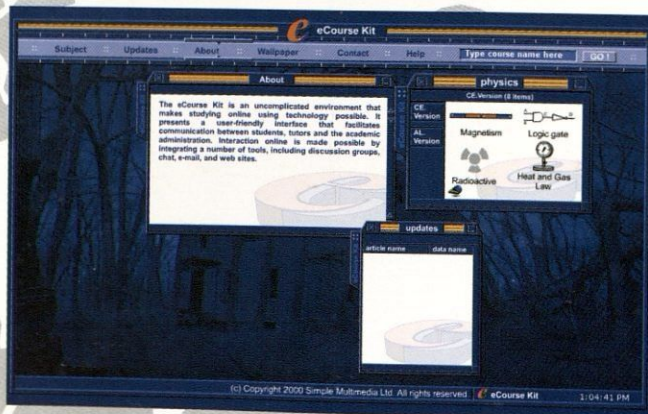 e eCourse Kit
Subject :: Updates :: About :: Wallpaper :: Contact :: Help :: Type course name here GO !
About
The eCourse Kit is an uncomplicated environment that
makes studying online using technology possible. It
presents a user-friendly interface that facilitates
communication between students, tutors and the academic
administration. Interaction online is made possible by
integrating a number of tools, including discussion groups,
chat, e-mail, and web sites.
physics
CE.Version (8 items)
CE.
Version
AL.
Version
Magnetism
Logic gate
Radioactive
Heat and Gas
Law
updates
article name data name
(c) Copyright 2000 Simple Multimedia Ltd. All rights reserved e eCourse Kit 1:04:41 PM